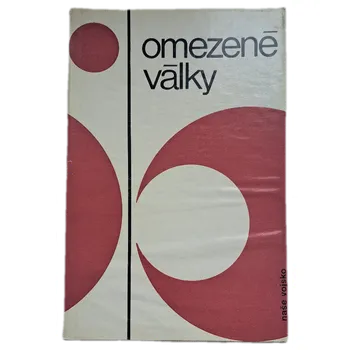 omezené
války
naše vojsko